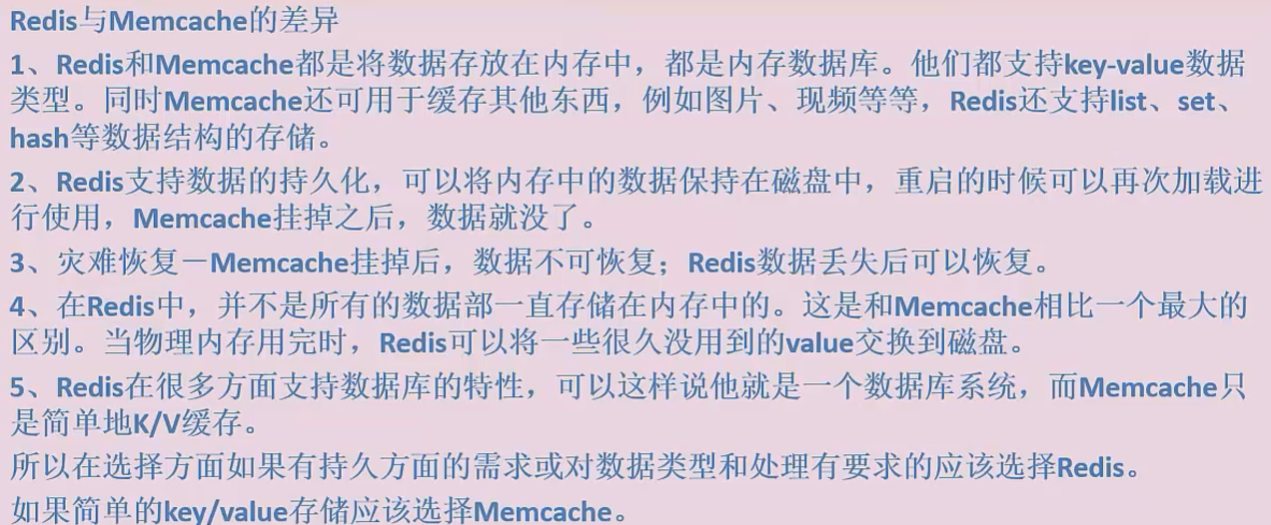 Redis与Memcache的差异
1、Redis和Memcache都是将数据存放在内存中，都是内存数据库。他们都支持key-value数据
类型。同时Memcache还可用于缓存其他东西，例如图片、现频等等，Redis还支持list、set、
hash等数据结构的存储。
2、Redis支持数据的持久化，可以将内存中的数据保持在磁盘中，重启的时候可以再次加载进
行使用，Memcache挂掉之后，数据就没了。
3、灾难恢复－Memcache挂掉后，数据不可恢复；Redis数据丢失后可以恢复。
4、在Redis中，并不是所有的数据部一直存储在内存中的。这是和Memcache相比一个最大的
区别。当物理内存用完时，Redis可以将一些很久没用到的value交换到磁盘。
5、Redis在很多方面支持数据库的特性，可以这样说他就是一个数据库系统，而Memcache只
是简单地K/V缓存。
所以在选择方面如果有持久方面的需求或对数据类型和处理有要求的应该选择Redis。
如果简单的key/value存储应该选择Memcache。